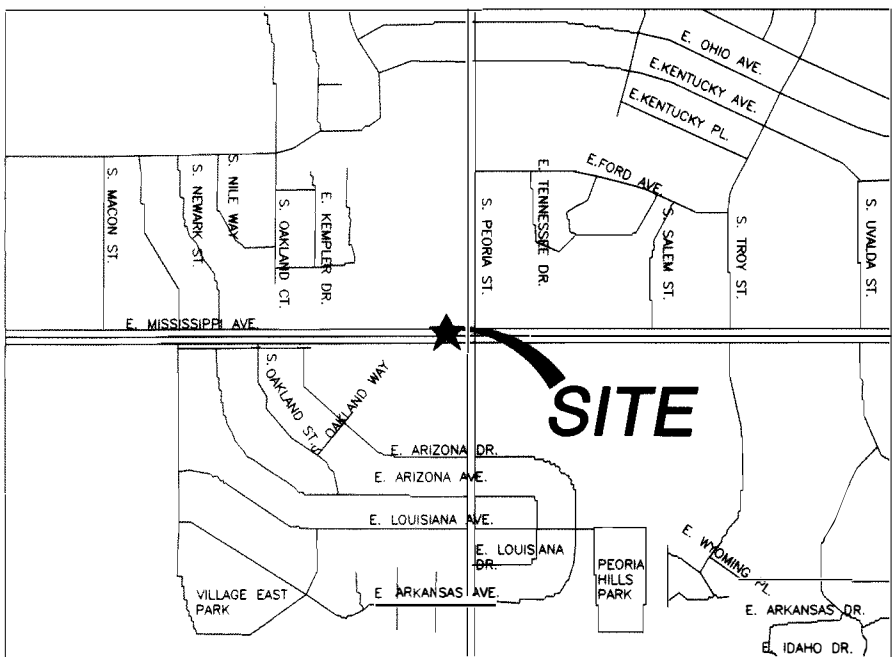 E. OHIO AVE.
E.KENTUCKY AVE.
E.KENTUCKY PL.
E.FORD AVE.
S. MACON ST.
S. NEWARK ST.
S. NILE WAY
S. OAKLAND CT.
E. KEMPLER DR.
S. PEORIA ST.
E. TENNESSEE DR.
S. SALEM ST.
S. TROY ST.
S. UVALDA ST.
E. MISSISSIPPI AVE.
SITE
S. OAKLAND ST.
S. OAKLAND WAY
E. ARIZONA DR.
E. ARIZONA AVE.
E. LOUISIANA AVE.
E. LOUISIANA
DR.
PEORIA
HILLS
PARK
E. WYOMING PL.
VILLAGE EAST
PARK
E. ARKANSAS AVE.
E. ARKANSAS DR.
E. IDAHO DR.